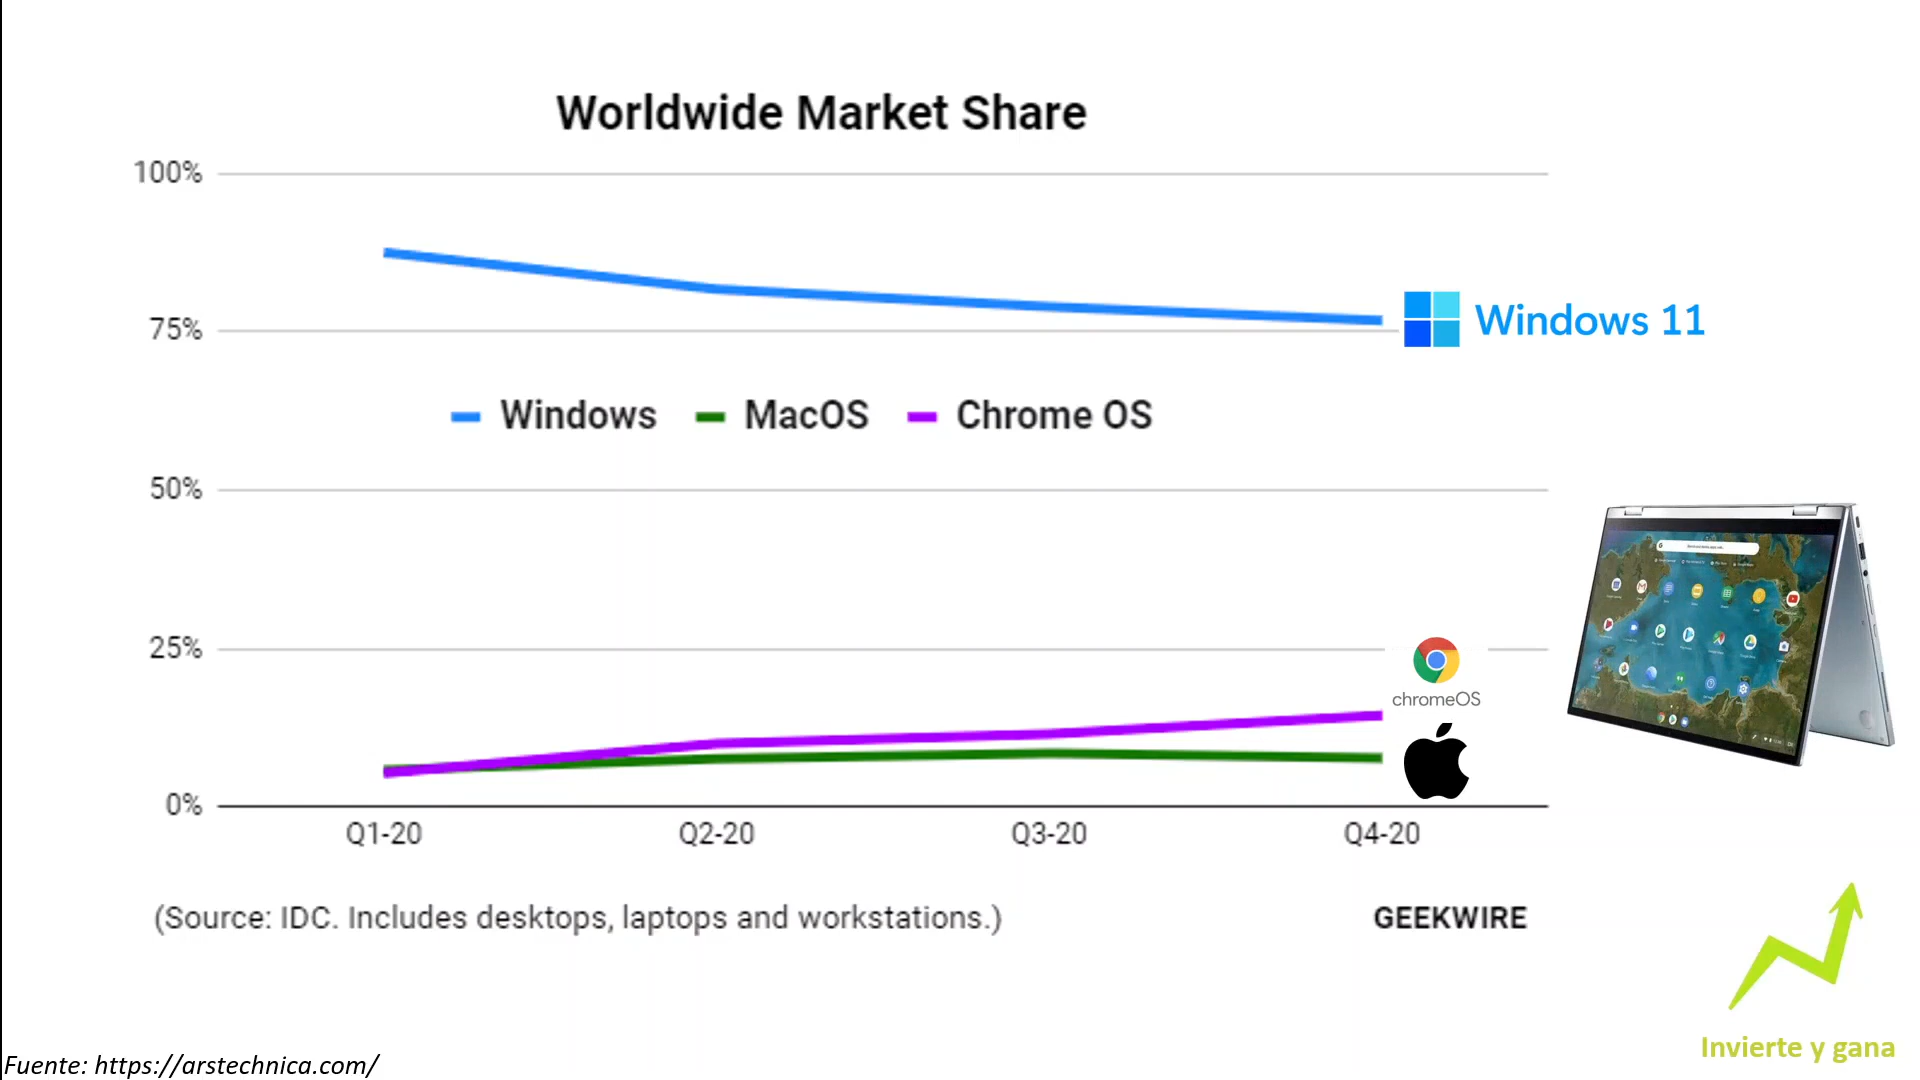 Worldwide Market Share
100%
75%
Windows 11
Windows MacOS Chrome OS
50%
25%
chromeOS
0%
Q1-20 Q2-20 Q3-20 Q4-20
(Source: IDC. Includes desktops, laptops and workstations.)
GEEKWIRE
Invierte y gana
Fuente: https://arstechnica.com/